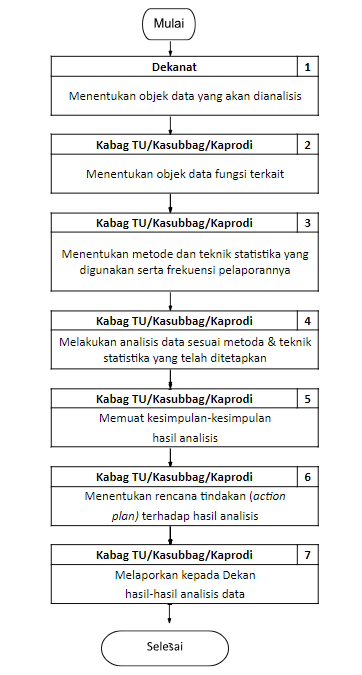 Mulai
Dekanat 1
Menentukan objek data yang akan dianalisis
Kabag TU/Kasubbag/Kaprodi 2
Menentukan objek data fungsi terkait
Kabag TU/Kasubbag/Kaprodi 3
Menentukan metode dan teknik statistika yang
digunakan serta frekuensi pelaporannya
Kabag TU/Kasubbag/Kaprodi 4
Melakukan analisis data sesuai metoda & teknik
statistika yang telah ditetapkan
Kabag TU/Kasubbag/Kaprodi 5
Memuat kesimpulan-kesimpulan
hasil analisis
Kabag TU/Kasubbag/Kaprodi 6
Menentukan rencana tindakan (action
plan) terhadap hasil analisis
Kabag TU/Kasubbag/Kaprodi 7
Melaporkan kepada Dekan
hasil-hasil analisis data
Selesai